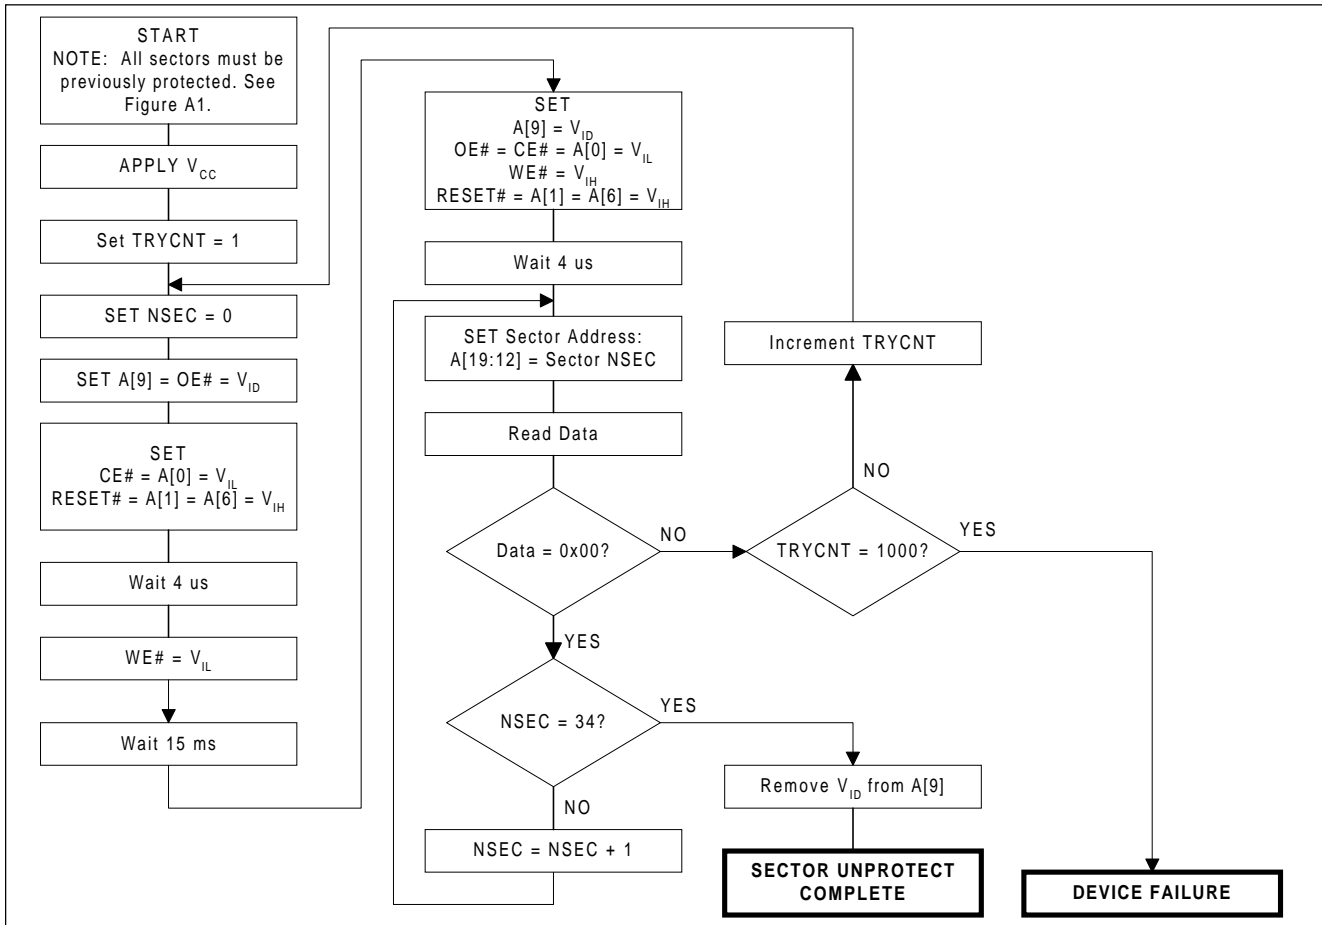 START
NOTE: All sectors must be
previously protected. See
Figure A1.
APPLY VCC
Set TRYCNT = 1
SET NSEC = 0
SET A[9] = OE# = VID
SET
CE# = A[0] = VIL
RESET# = A[1] = A[6] = VIH
Wait 4 us
WE# = VIL
Wait 15 ms
SET
A[9] = VID
OE# = CE# = A[0] = VIL
WE# = VIH
RESET# = A[1] = A[6] = VIH
Wait 4 us
SET Sector Address:
A[19:12] = Sector NSEC
Read Data
Data = 0x00?
NO
YES
NSEC = 34?
YES
NO
NSEC = NSEC + 1
Increment TRYCNT
NO
TRYCNT = 1000?
YES
Remove VID from A[9]
SECTOR UNPROTECT
COMPLETE
DEVICE FAILURE